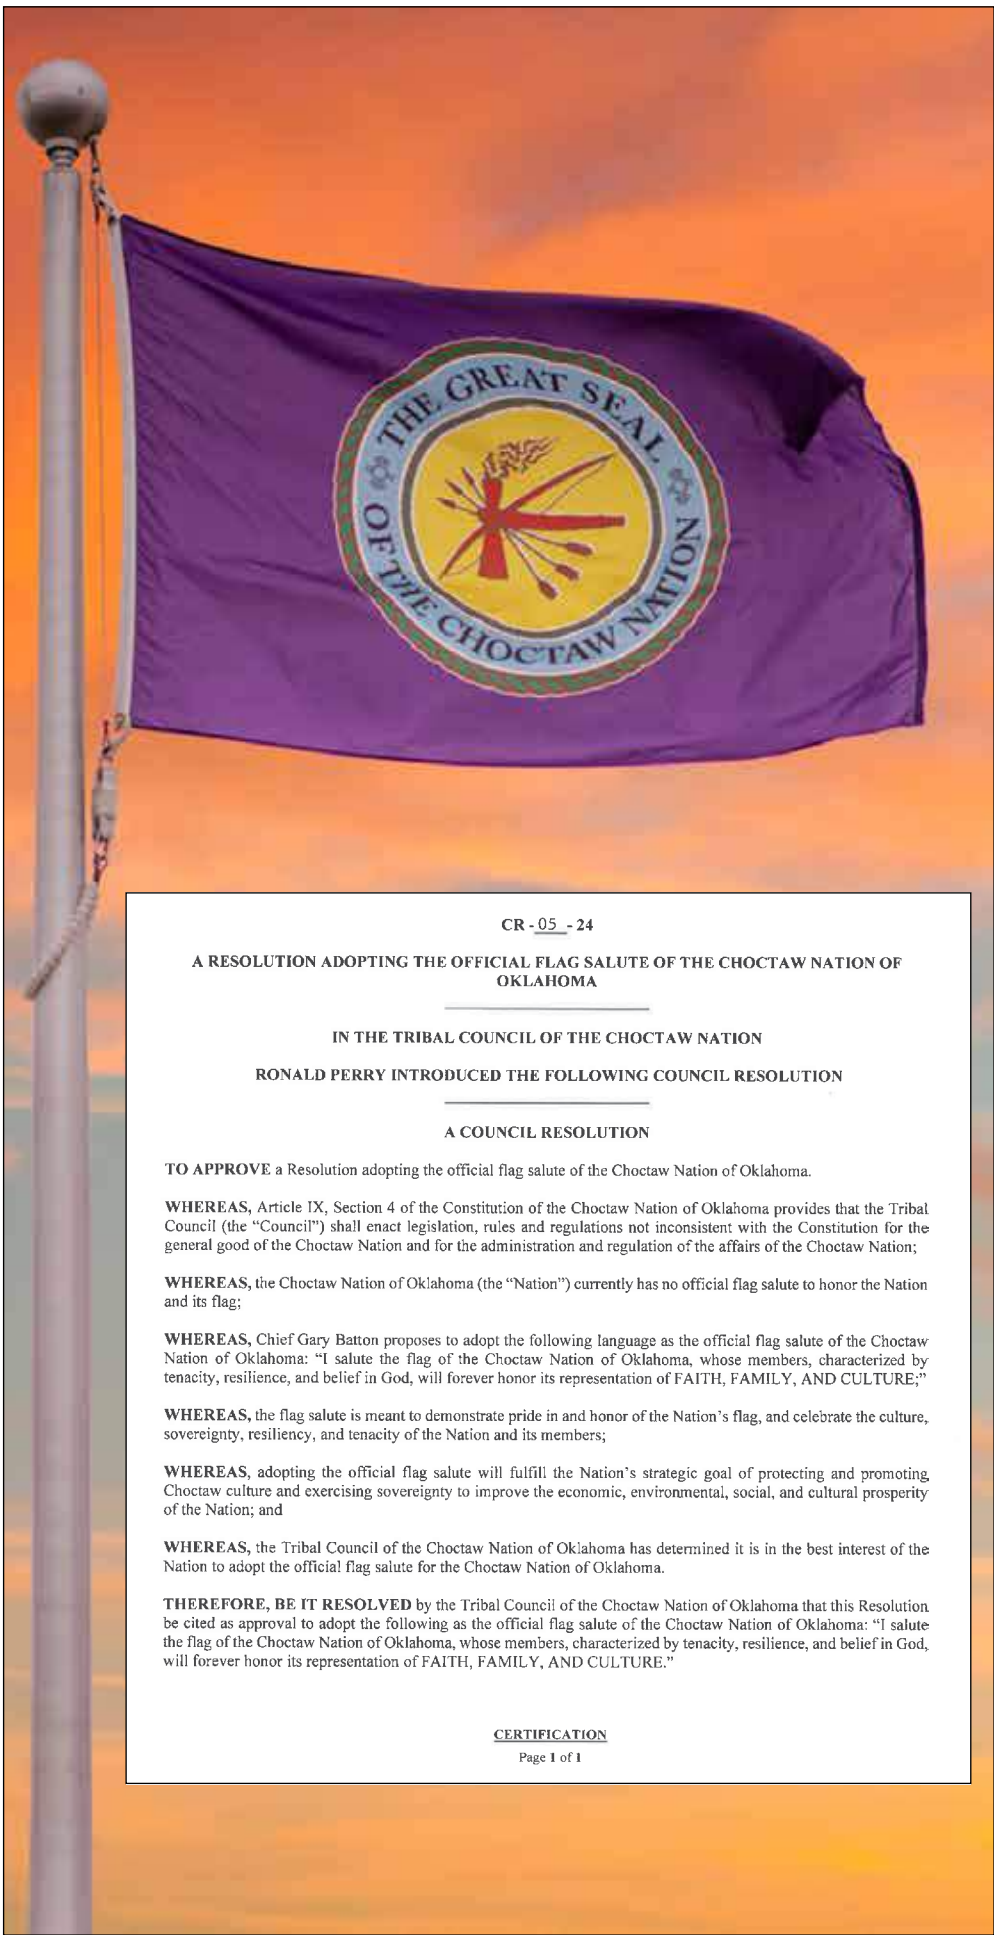 THE GREAT SEAL
OF THE CHOCTAW NATION
CR - 05 - 24
A RESOLUTION ADOPTING THE OFFICIAL FLAG SALUTE OF THE CHOCTAW NATION OF
OKLAHOMA
IN THE TRIBAL COUNCIL OF THE CHOCTAW NATION
RONALD PERRY INTRODUCED THE FOLLOWING COUNCIL RESOLUTION
A COUNCIL RESOLUTION
TO APPROVE a Resolution adopting the official flag salute of the Choctaw Nation of Oklahoma.
WHEREAS, Article IX, Section 4 of the Constitution of the Choctaw Nation of Oklahoma provides that the Tribal
Council (the “Council”) shall enact legislation, rules and regulations not inconsistent with the Constitution for the
general good of the Choctaw Nation and for the administration and regulation of the affairs of the Choctaw Nation;
WHEREAS, the Choctaw Nation of Oklahoma (the “Nation”) currently has no official flag salute to honor the Nation
and its flag;
WHEREAS, Chief Gary Batton proposes to adopt the following language as the official flag salute of the Choctaw
Nation of Oklahoma: “I salute the flag of the Choctaw Nation of Oklahoma, whose members, characterized by
tenacity, resilience, and belief in God, will forever honor its representation of FAITH, FAMILY, AND CULTURE;”
WHEREAS, the flag salute is meant to demonstrate pride in and honor of the Nation’s flag, and celebrate the culture,
sovereignty, resiliency, and tenacity of the Nation and its members;
WHEREAS, adopting the official flag salute will fulfill the Nation’s strategic goal of protecting and promoting
Choctaw culture and exercising sovereignty to improve the economic, environmental, social, and cultural prosperity
of the Nation; and
WHEREAS, the Tribal Council of the Choctaw Nation of Oklahoma has determined it is in the best interest of the
Nation to adopt the official flag salute for the Choctaw Nation of Oklahoma.
THEREFORE, BE IT RESOLVED by the Tribal Council of the Choctaw Nation of Oklahoma that this Resolution
be cited as approval to adopt the following as the official flag salute of the Choctaw Nation of Oklahoma: “I salute
the flag of the Choctaw Nation of Oklahoma, whose members, characterized by tenacity, resilience, and belief in God,
will forever honor its representation of FAITH, FAMILY, AND CULTURE.”
CERTIFICATION
Page 1 of 1